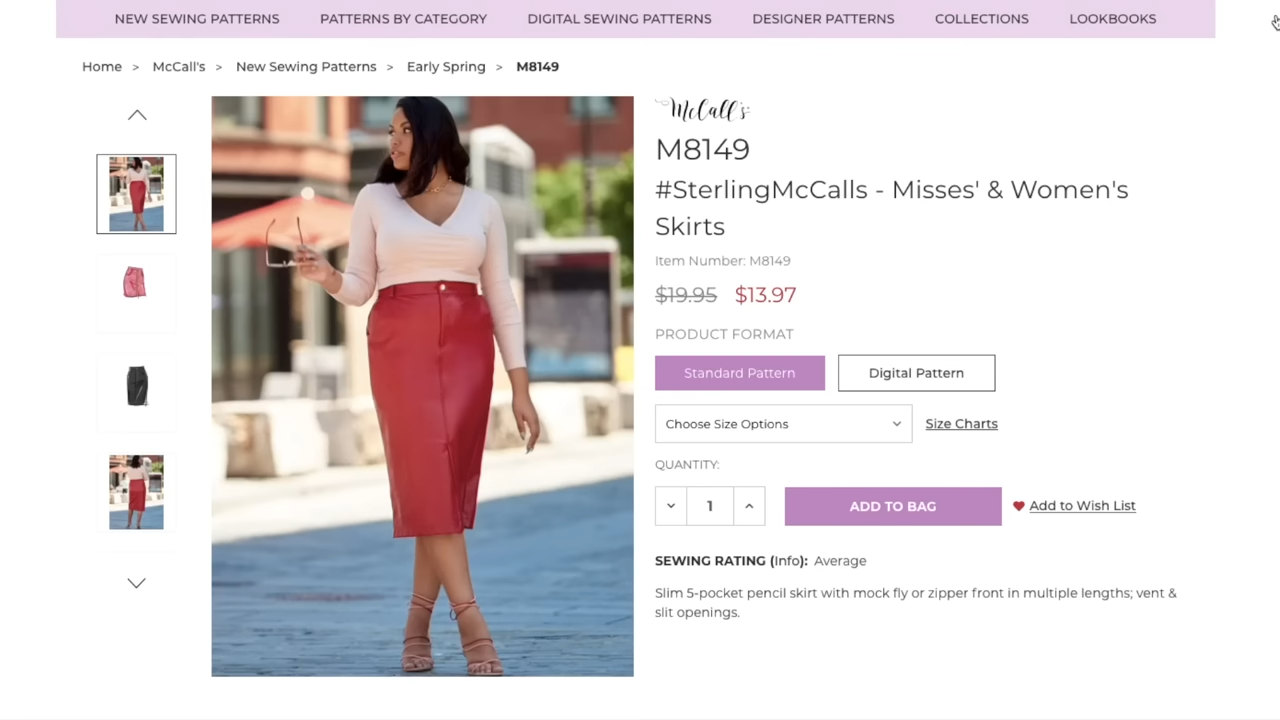 NEW SEWING PATTERNS PATTERNS BY CATEGORY DIGITAL SEWING PATTERNS DESIGNER PATTERNS COLLECTIONS LOOKBOOKS
Home > McCall's > New Sewing Patterns > Early Spring > M8149
McCall's
M8149
#SterlingMcCalls - Misses' & Women's
Skirts
Item Number: M8149
$19.95 $13.97
PRODUCT FORMAT
Standard Pattern Digital Pattern
Choose Size Options Size Charts
QUANTITY:
1 ADD TO BAG Add to Wish List
SEWING RATING (Info): Average
Slim 5-pocket pencil skirt with mock fly or zipper front in multiple lengths; vent &
slit openings.